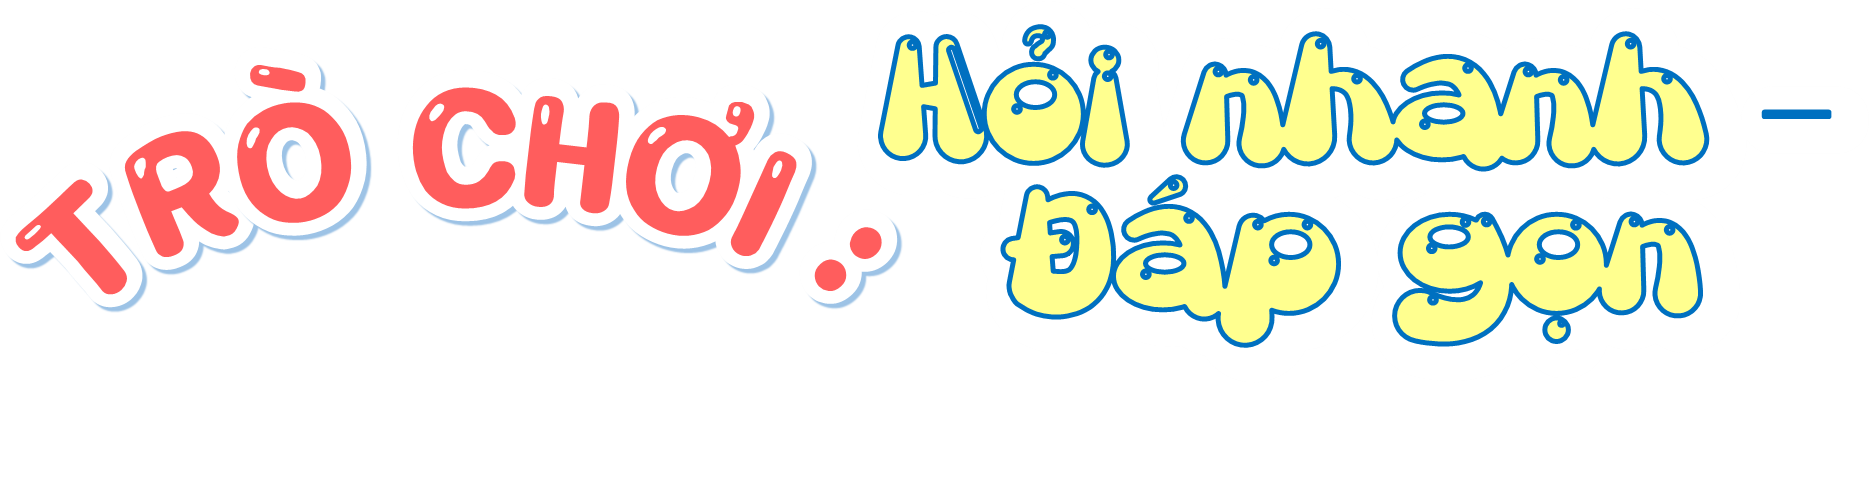 TRÒ CHƠI :
Hỏi nhanh –
Đáp gọn